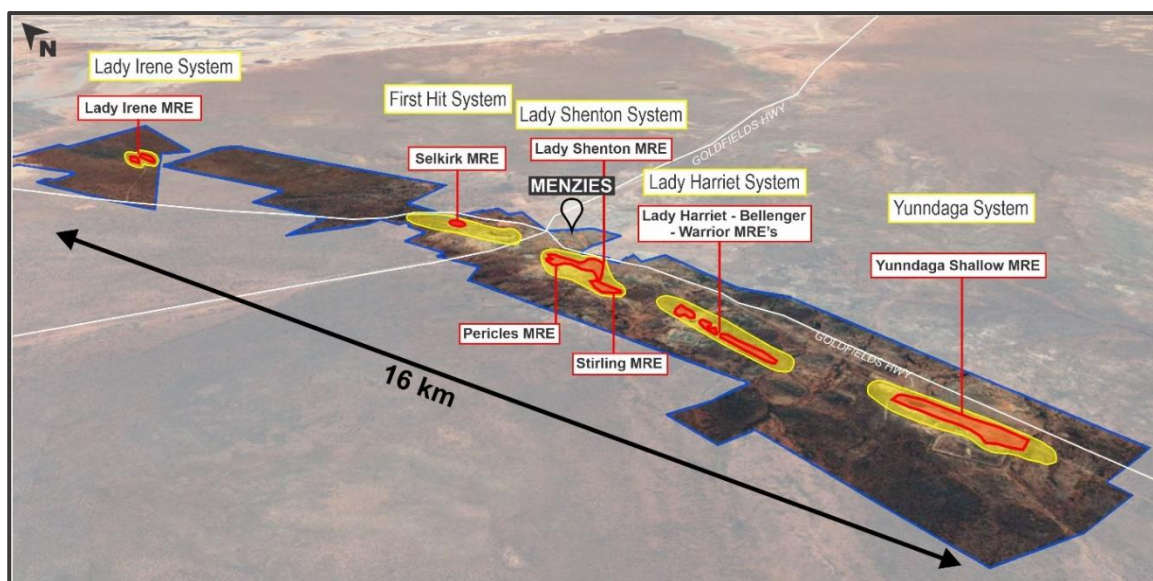 N
Lady Irene System
Lady Irene MRE
First Hit System
Selkirk MRE
Lady Shenton System
Lady Shenton MRE
MENZIES
GOLDFIELDS HWY
Lady Harriet System
Lady Harriet - Bellenger
- Warrior MRE's
Yunndaga System
Yunndaga Shallow MRE
Pericles MRE
Stirling MRE
GOLDFIELDS HWY
16 km